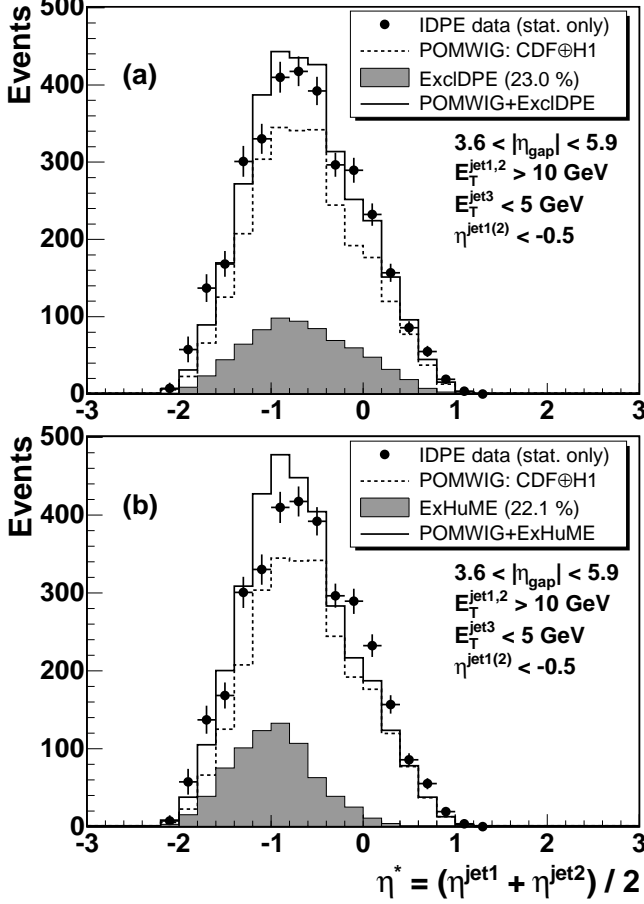 Events
500
400
300
200
100
0
-3 -2 -1 0 1 2 3
(a)
IDPE data (stat. only)
POMWIG: CDF⊕H1
ExclDPE (23.0 %)
POMWIG+ExclDPE
3.6 < |η_gap| < 5.9
E_T^jet1,2 > 10 GeV
E_T^jet3 < 5 GeV
η^jet1(2) < -0.5
Events
500
400
300
200
100
0
-3 -2 -1 0 1 2 3
(b)
IDPE data (stat. only)
POMWIG: CDF⊕H1
ExHuME (22.1 %)
POMWIG+ExHuME
3.6 < |η_gap| < 5.9
E_T^jet1,2 > 10 GeV
E_T^jet3 < 5 GeV
η^jet1(2) < -0.5
η^* = (η^jet1 + η^jet2) / 2